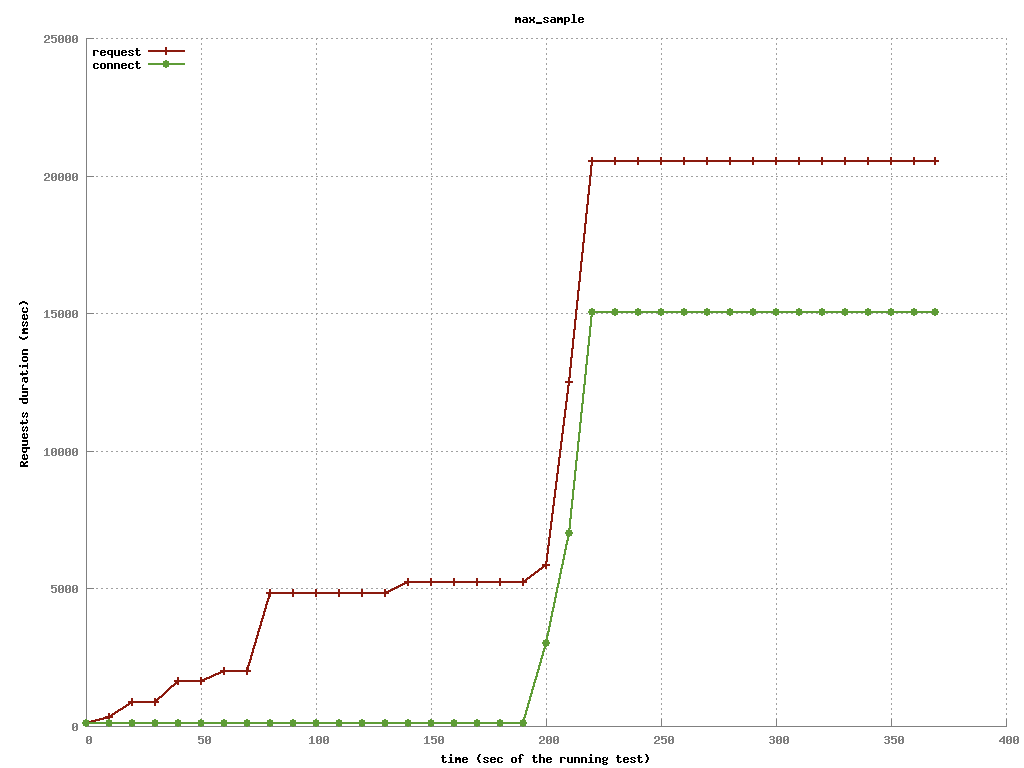 max_sample
25000
request
connect
20000
15000
Requests duration (msec)
10000
5000
0
0 50 100 150 200 250 300 350 400
time (sec of the running test)